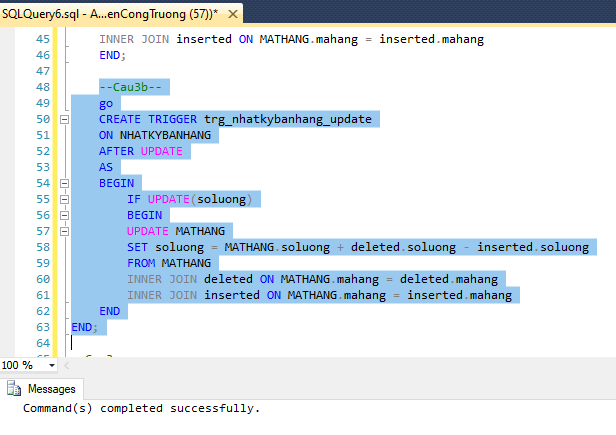 SQLQuery6.sql - A...enCongTruong (57))* ×
45 INNER JOIN inserted ON MATHANG.mahang = inserted.mahang
46 END;
47
48 --Cau3b--
49 go
50 CREATE TRIGGER trg_nhatkybanhang_update
51 ON NHATKYBANHANG
52 AFTER UPDATE
53 AS
54 BEGIN
55 IF UPDATE(soluong)
56 BEGIN
57 UPDATE MATHANG
58 SET soluong = MATHANG.soluong + deleted.soluong - inserted.soluong
59 FROM MATHANG
60 INNER JOIN deleted ON MATHANG.mahang = deleted.mahang
61 INNER JOIN inserted ON MATHANG.mahang = inserted.mahang
62 END
63 END;
64
100 %
Messages
Command(s) completed successfully.